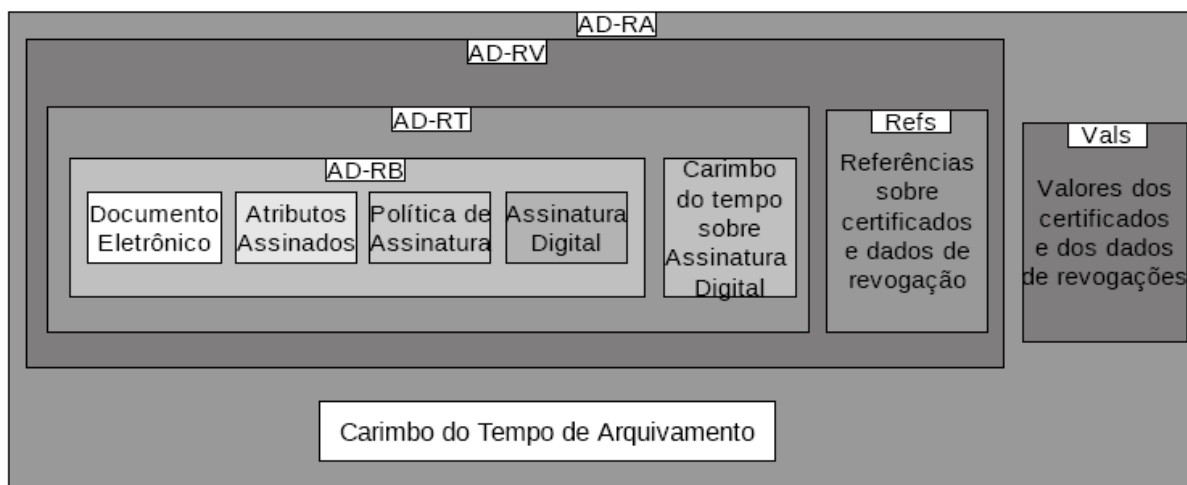 AD-RA
AD-RV
AD-RT
AD-RB
Documento
Eletrônico
Atributos
Assinados
Política de
Assinatura
Assinatura
Digital
Carimbo
do tempo
sobre
Assinatura
Digital
Refs
Referências
sobre
certificados
e dados de
revogação
Vals
Valores dos
certificados
e dos dados
de revogações
Carimbo do Tempo de Arquivamento